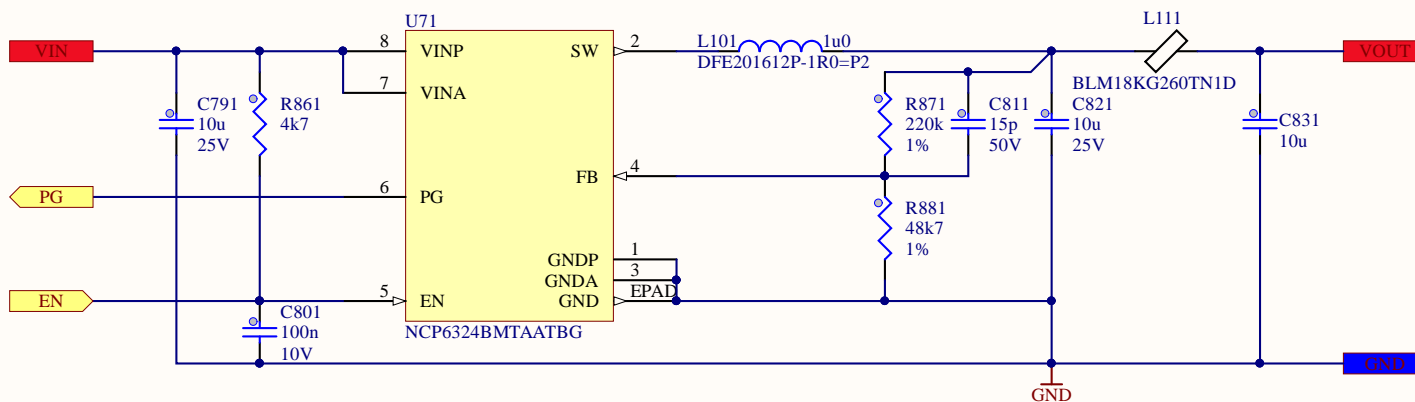 U71
L111
VIN
8
VINP
SW
2
L101
1u0
VOUT
DFE201612P-1R0=P2
BLM18KG260TN1D
7
VINA
C791
10u
25V
R861
4k7
R871
220k
1%
C811
15p
50V
C821
10u
25V
C831
10u
FB
4
PG
6
PG
R881
48k7
1%
GNDP
1
GNDA
3
GND
EPAD
EN
5
EN
C801
100n
10V
NCP6324BMTAATBG
GND
GND